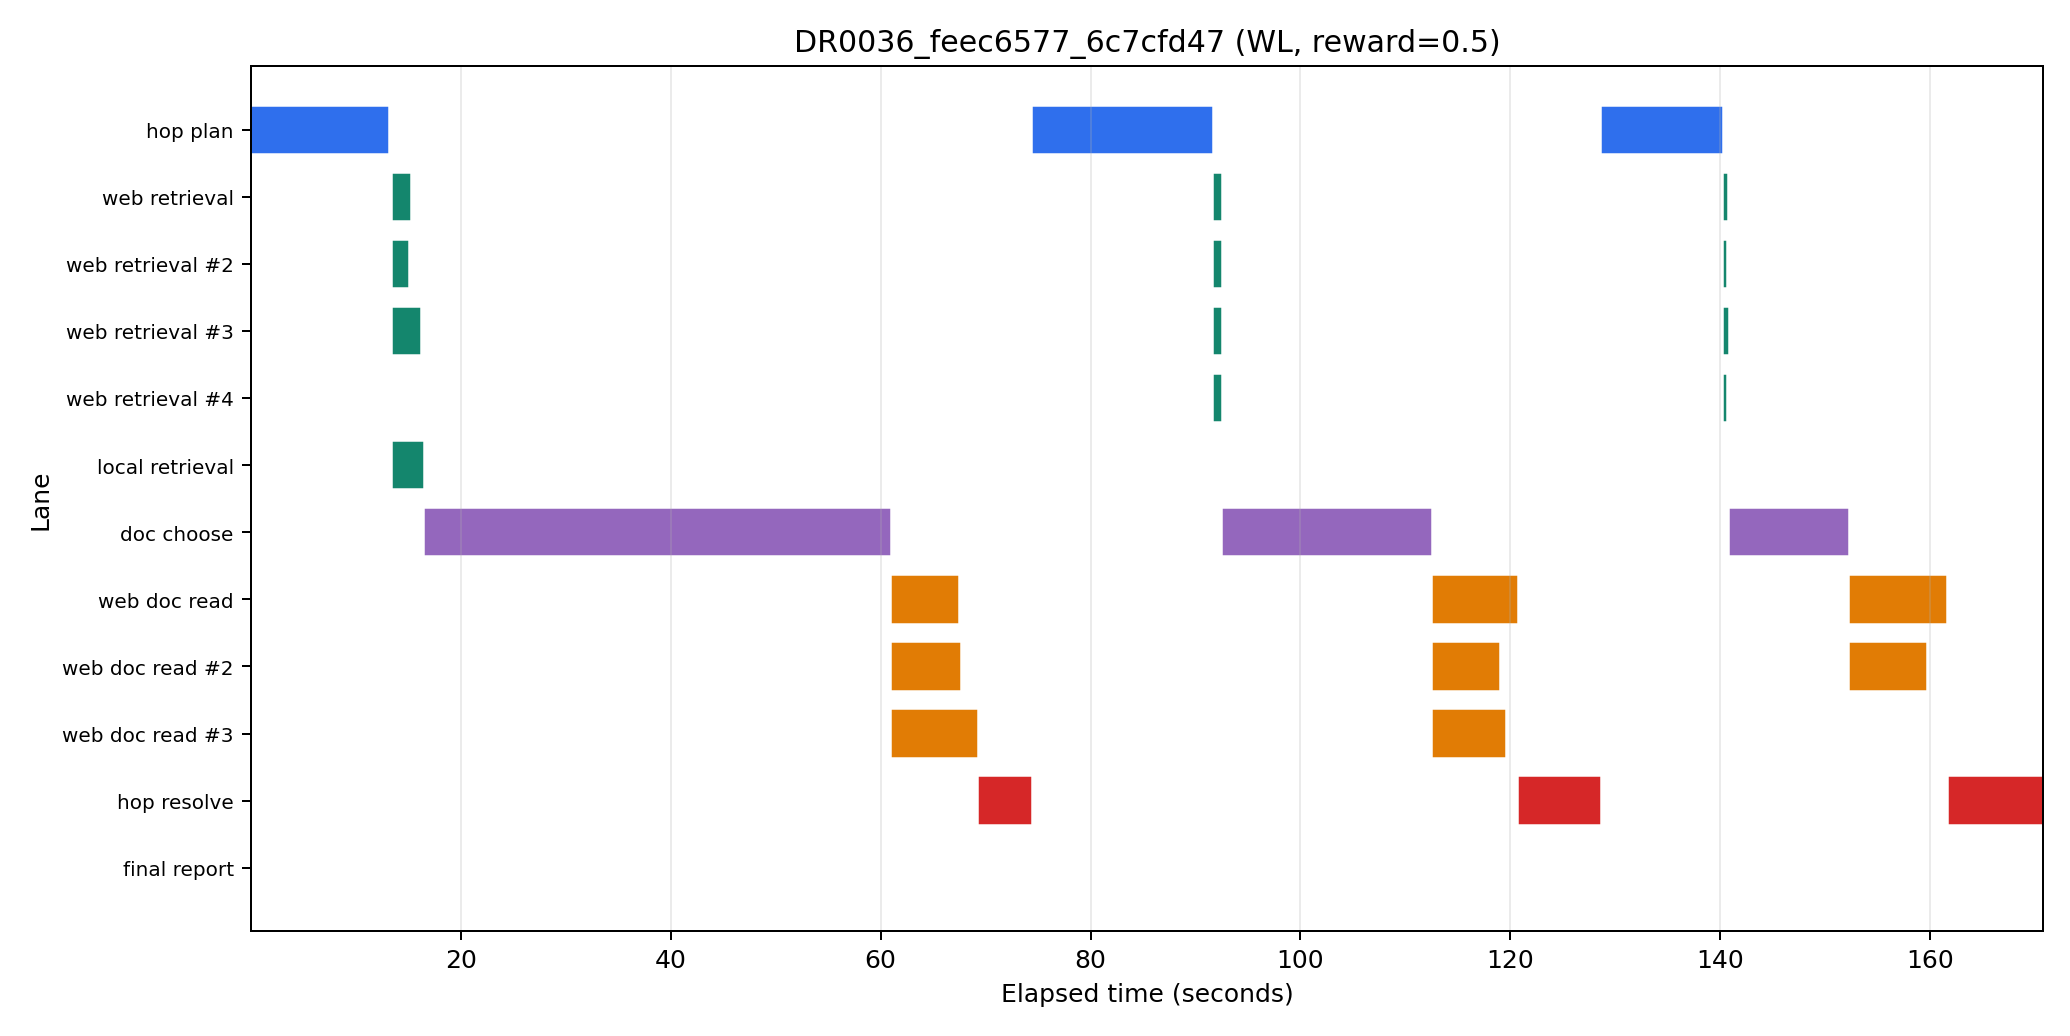 DR0036_feec6577_6c7cfd47 (WL, reward=0.5)
hop plan
web retrieval
web retrieval #2
web retrieval #3
web retrieval #4
local retrieval
doc choose
web doc read
web doc read #2
web doc read #3
hop resolve
final report
Lane
20 40 60 80 100 120 140 160
Elapsed time (seconds)